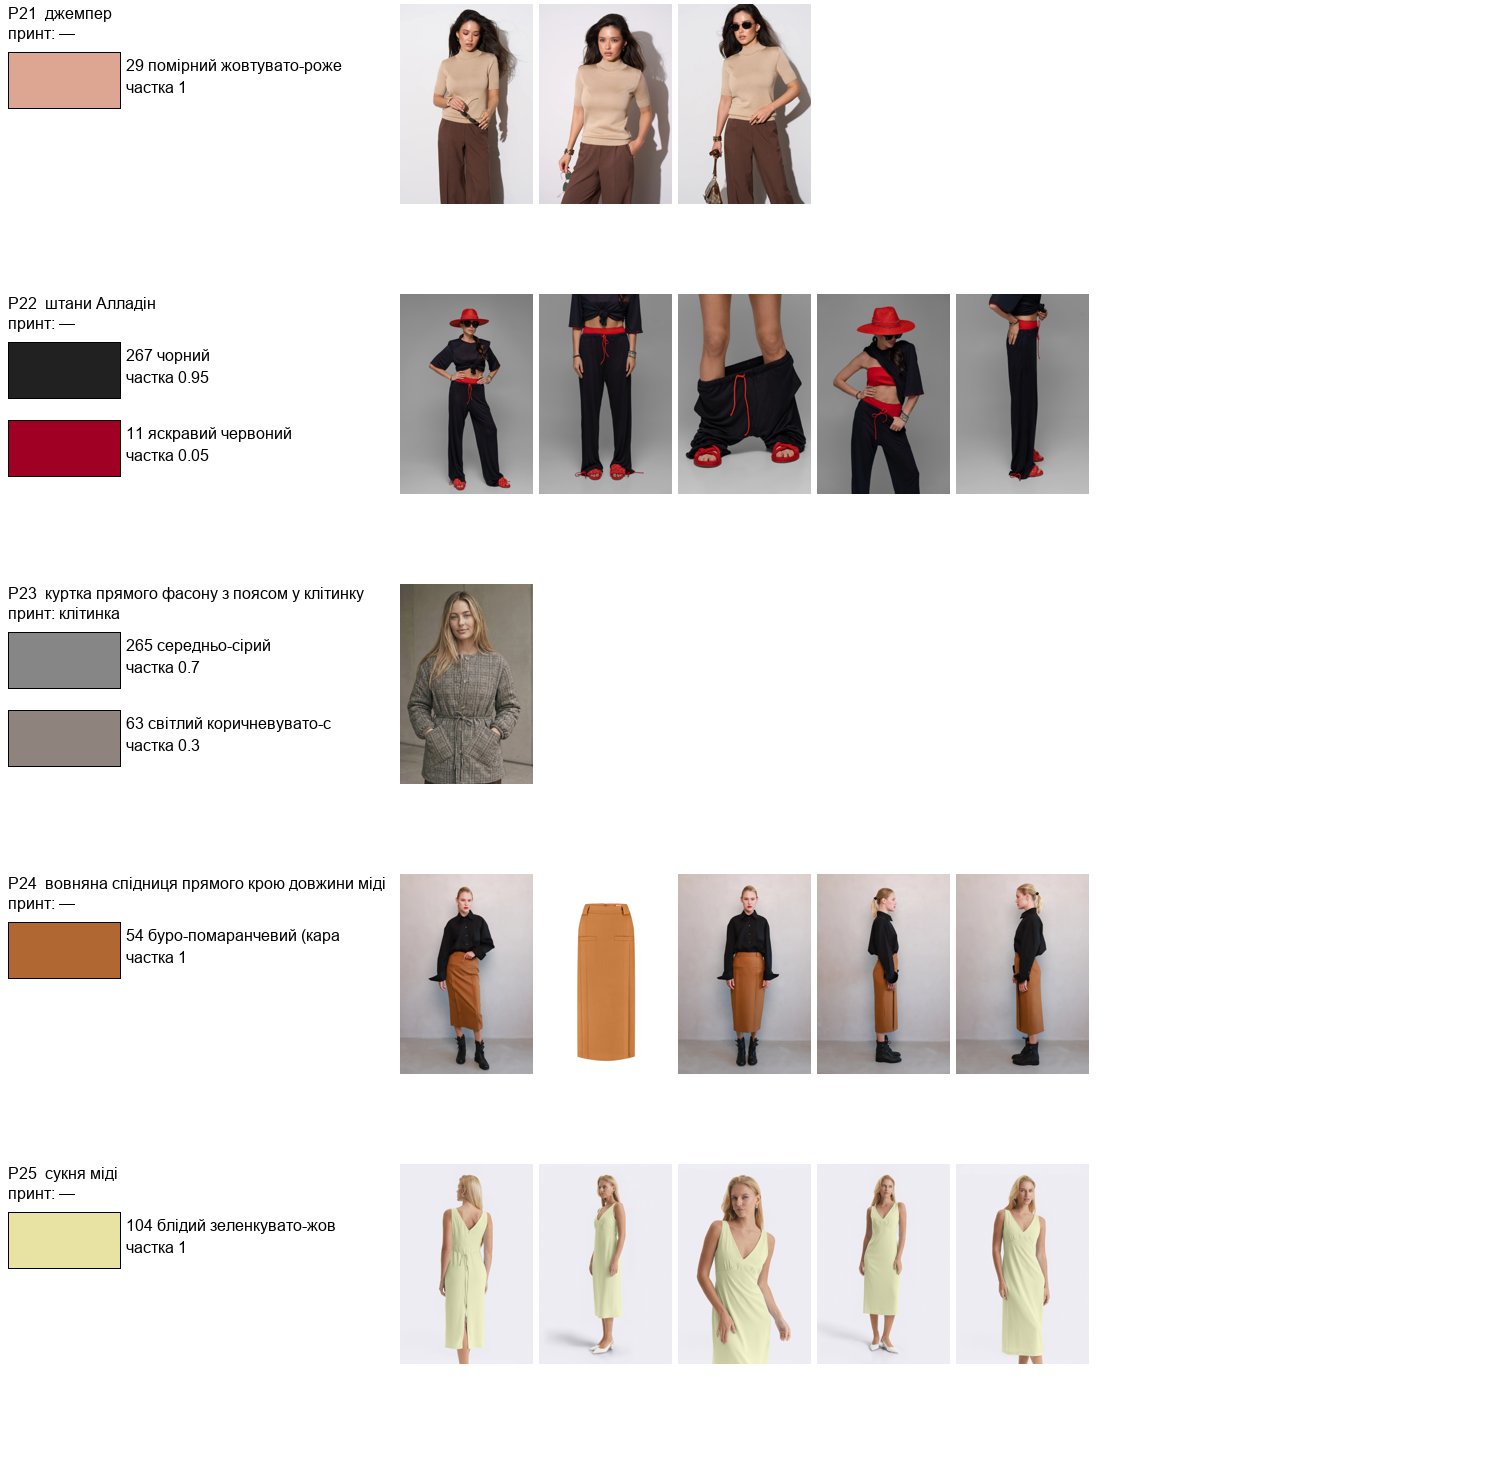 P21 джемпер
принт: —
29 помірний жовтувато-роже
частка 1
P22 штани Алладін
принт: —
267 чорний
частка 0.95
11 яскравий червоний
частка 0.05
P23 куртка прямого фасону з поясом у клітинку
принт: клітинка
265 середньо-сірий
частка 0.7
63 світлий коричневувато-с
частка 0.3
P24 вовняна спідниця прямого крою довжини міді
принт: —
54 буро-помаранчевий (кара
частка 1
P25 сукня міді
принт: —
104 блідий зеленкувато-жов
частка 1